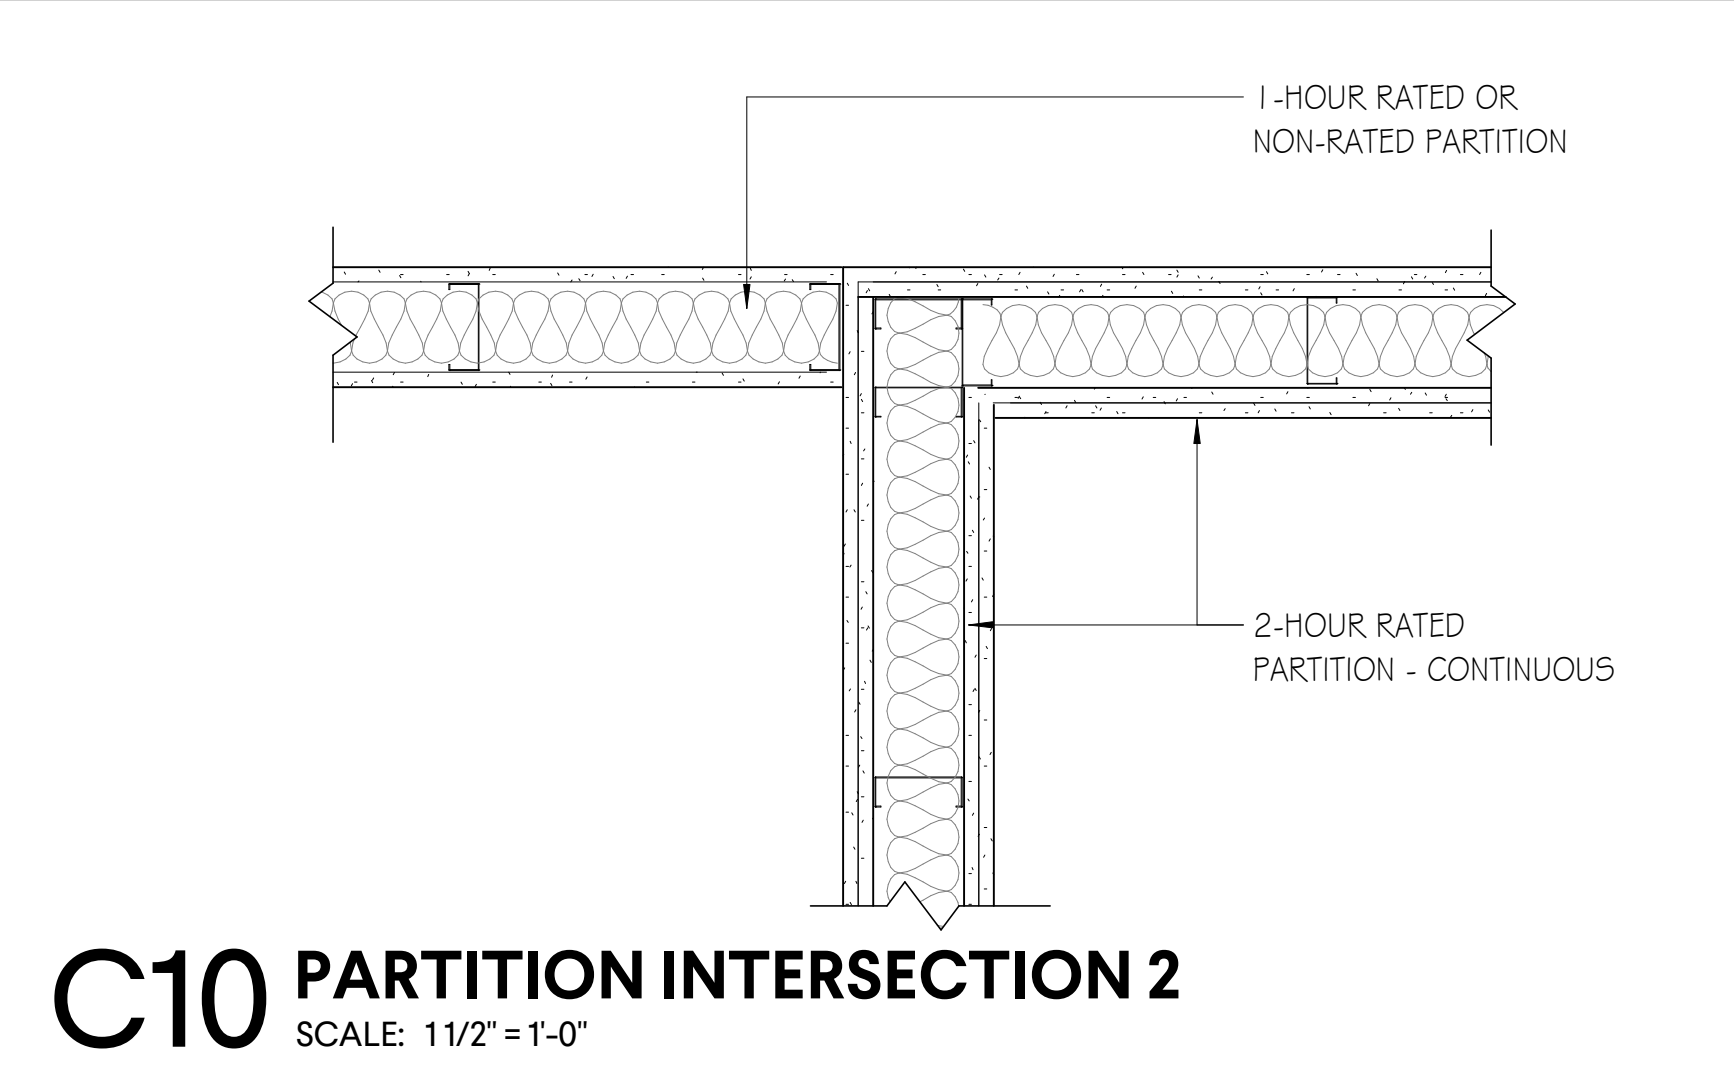 1-HOUR RATED OR
NON-RATED PARTITION
2-HOUR RATED
PARTITION - CONTINUOUS
C10
PARTITION INTERSECTION 2
SCALE: 1 1/2" = 1'-0"